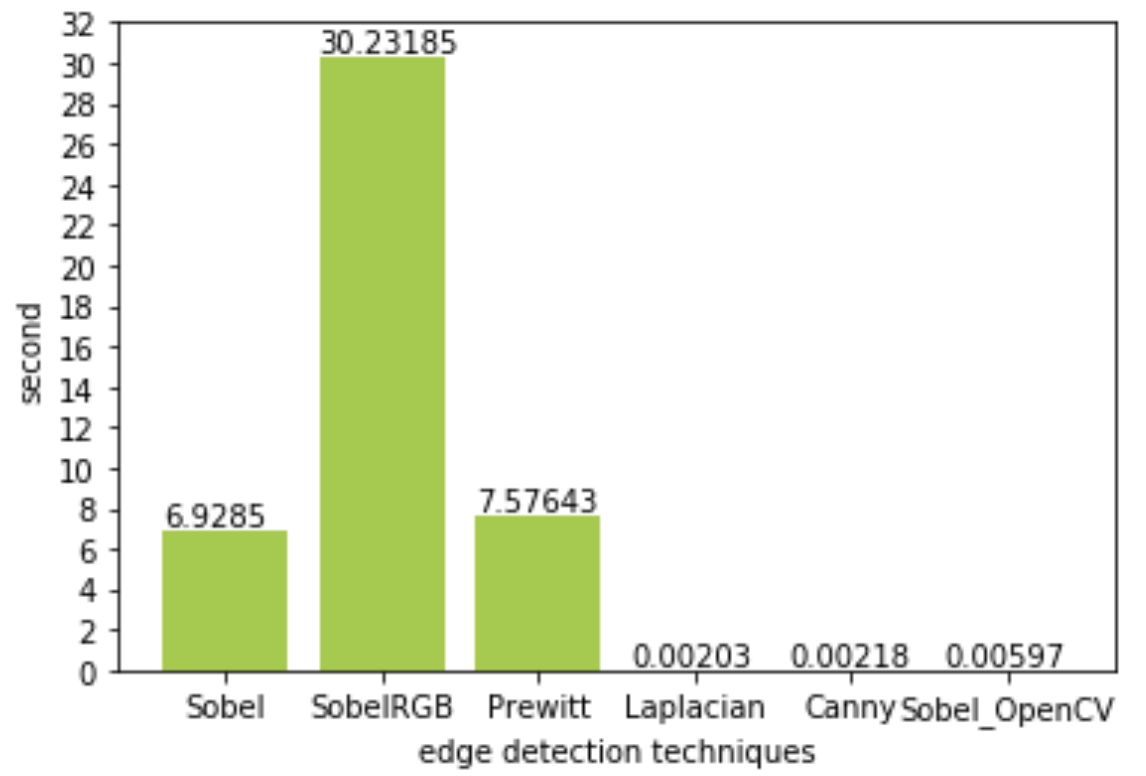 32
30
28
26
24
22
20
18
16
14
12
10
8
6
4
2
0
second
6.9285
30.23185
7.57643
0.00203
0.00218
0.00597
Sobel
SobelRGB
Prewitt
Laplacian
Canny
Sobel_OpenCV
edge detection techniques